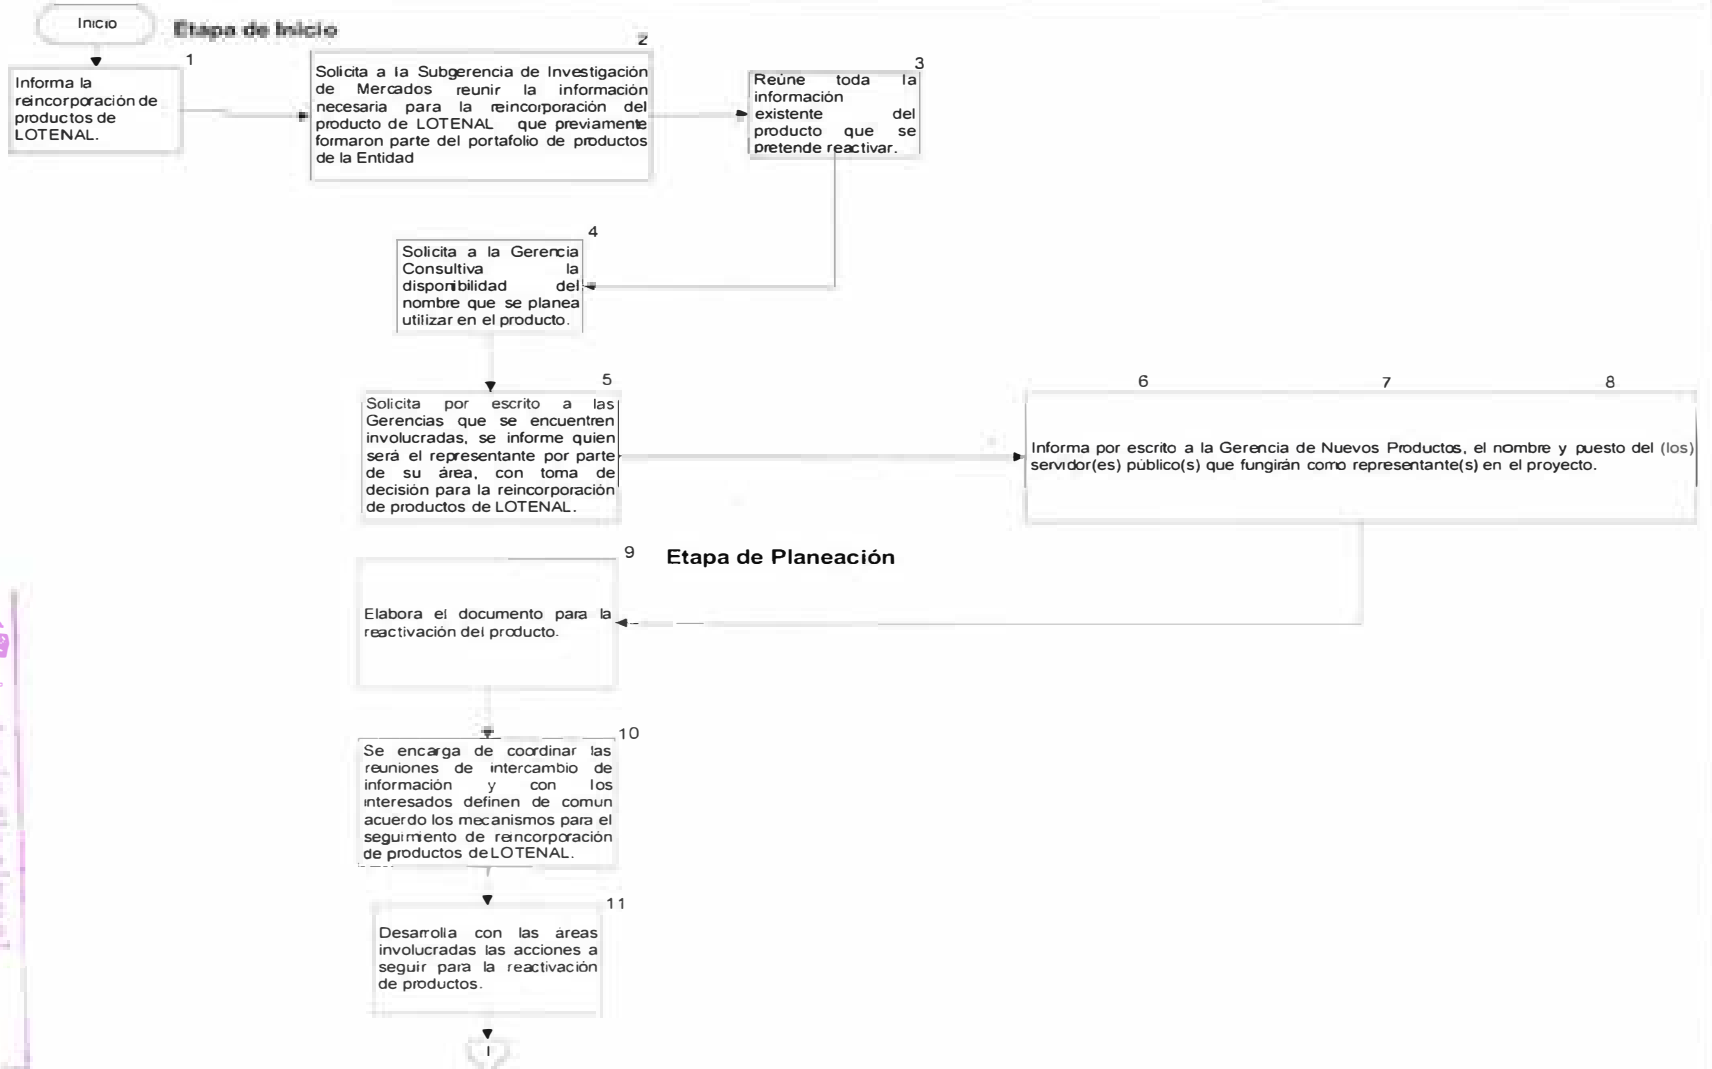 Inicio
Etapa de Inicio
1
Informa la
reincorporación de
productos de
LOTENAL.
2
Solicita a la Subgerencia de Investigación
de Mercados reunir la información
necesaria para la reincorporación del
producto de LOTENAL que previamente
formaron parte del portafolio de productos
de la Entidad
3
Reúne toda la
información
existente del
producto que se
pretende reactivar.
4
Solicita a la Gerencia
Consultiva la
disponibilidad del
nombre que se planea
utilizar en el producto.
5
Solicita por escrito a las
Gerencias que se encuentren
involucradas, se informe quien
será el representante por parte
de su área, con toma de
decisión para la reincorporación
de productos de LOTENAL.
6 7 8
Informa por escrito a la Gerencia de Nuevos Productos, el nombre y puesto del (los)
servidor(es) público(s) que fungirán como representante(s) en el proyecto.
Etapa de Planeación
9
Elabora el documento para la
reactivación del producto.
10
Se encarga de coordinar las
reuniones de intercambio de
información y con los
interesados definen de comun
acuerdo los mecanismos para el
seguimiento de reincorporación
de productos de LOTENAL.
11
Desarrolla con las áreas
involucradas las acciones a
seguir para la reactivación
de productos.
I